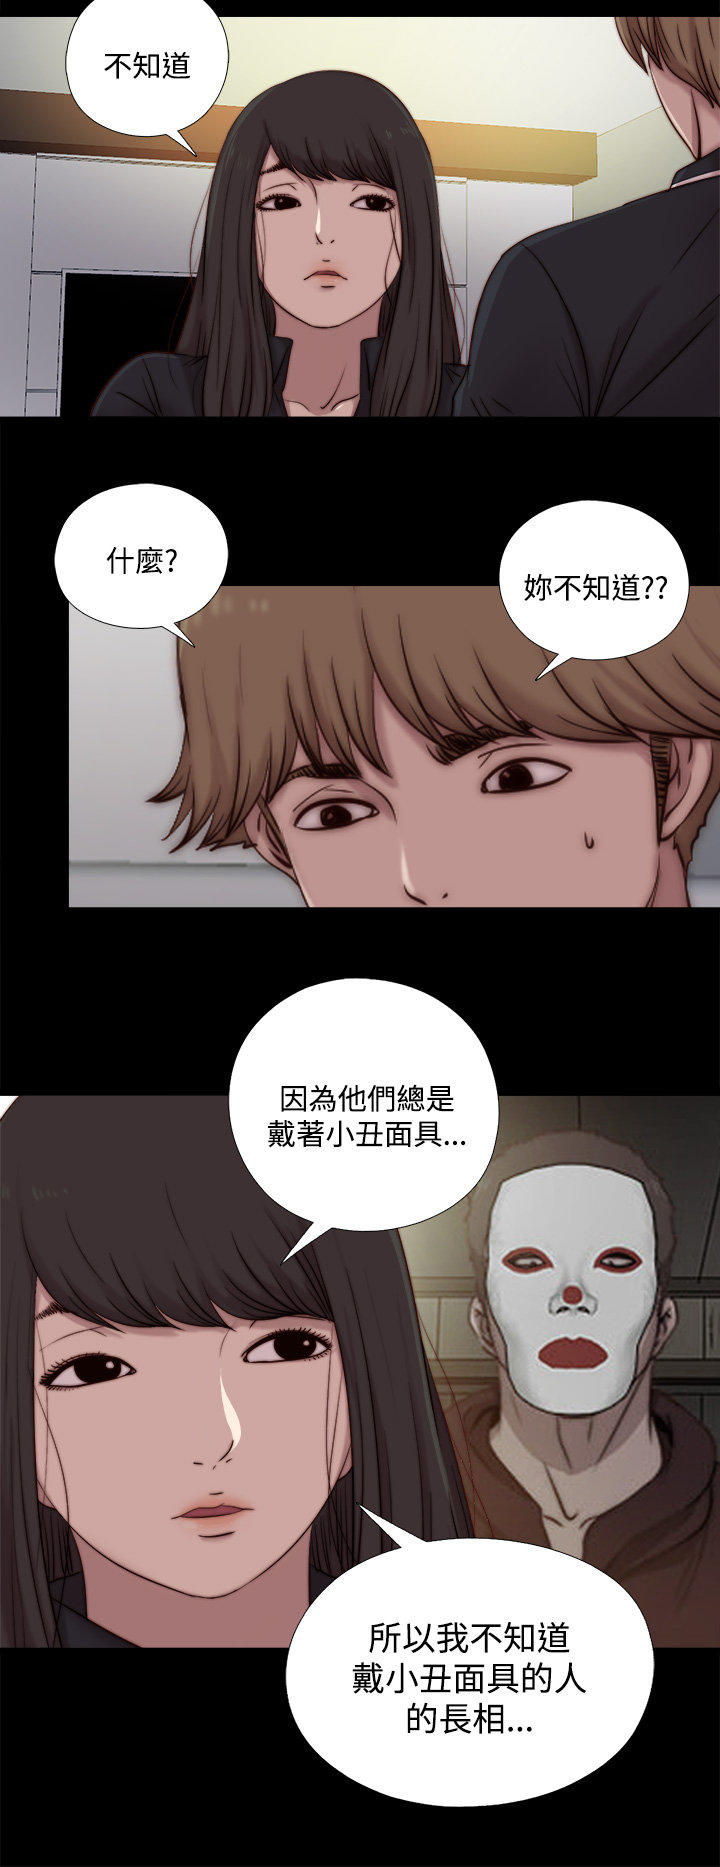 不知道
什麼?
妳不知道??
因為他們總是
戴著小丑面具...
所以我不知道
戴小丑面具的人
的長相...